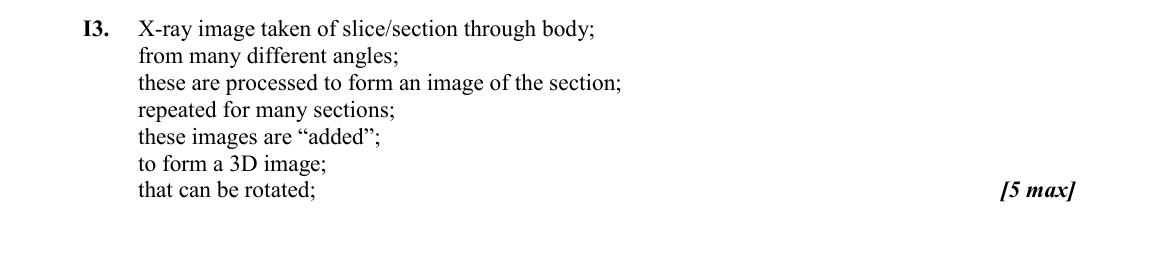 I3. X-ray image taken of slice/section through body;
from many different angles;
these are processed to form an image of the section;
repeated for many sections;
these images are “added”;
to form a 3D image;
that can be rotated; [5 max]